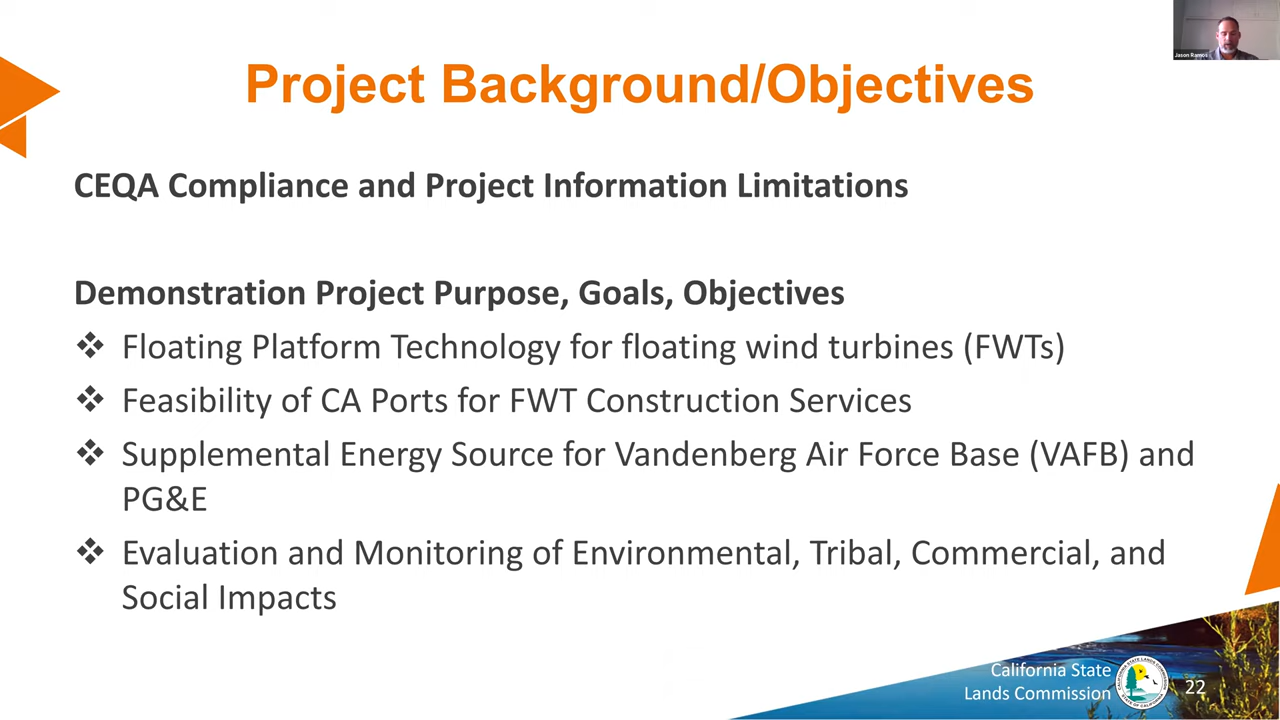 Jason Ramos
Project Background/Objectives
CEQA Compliance and Project Information Limitations
Demonstration Project Purpose, Goals, Objectives
❖ Floating Platform Technology for floating wind turbines (FWTs)
❖ Feasibility of CA Ports for FWT Construction Services
❖ Supplemental Energy Source for Vandenberg Air Force Base (VAFB) and
PG&E
❖ Evaluation and Monitoring of Environmental, Tribal, Commercial, and
Social Impacts
California State
Lands Commission
22